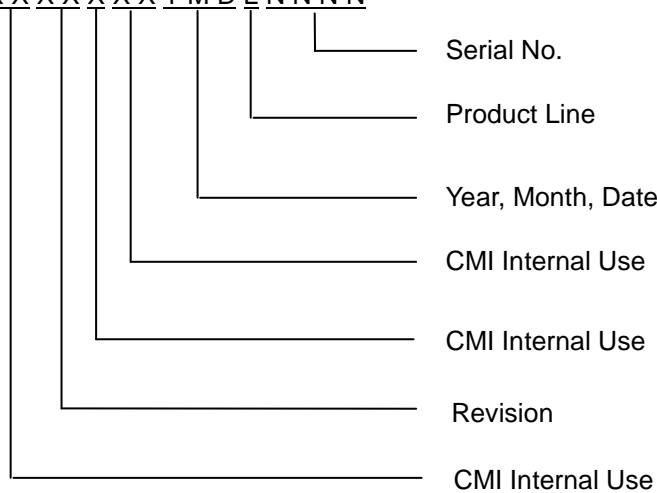 X X X X X X Y M D L N N N N
Serial No.
Product Line
Year, Month, Date
CMI Internal Use
CMI Internal Use
Revision
CMI Internal Use